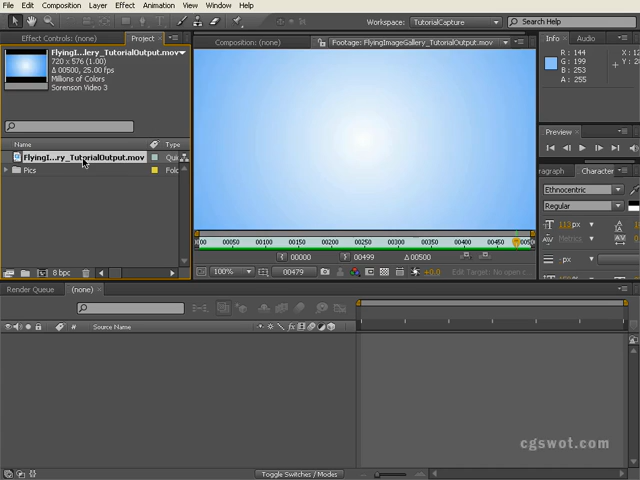 File Edit Composition Layer Effect Animation View Window Help
Workspace: TutorialCapture Search Help
Effect Controls: (none) Project
FlyingI...lery_TutorialOutput.mov
720 x 576 (1.00)
Δ 00500, 25.00 fps
Millions of Colors
Sorenson Video 3
Name Type
FlyingI...ry_TutorialOutput.mov Quic
Pics Fold
8 bpc
Composition: (none) Footage: FlyingImageGallery_TutorialOutput.mov
00050 00100 00150 00200 00250 00300 00350 00400 00450
00000 00499 Δ 00500
100% 00479 +0.0 Edit Target: No open c
Info Audio
R : 144
G : 199
B : 253
A : 255
Preview
aragraph Character
Ethnocentric
Regular
113 px
Metrics
- px
Render Queue (none)
# Source Name
Toggle Switches / Modes
cgswot.com